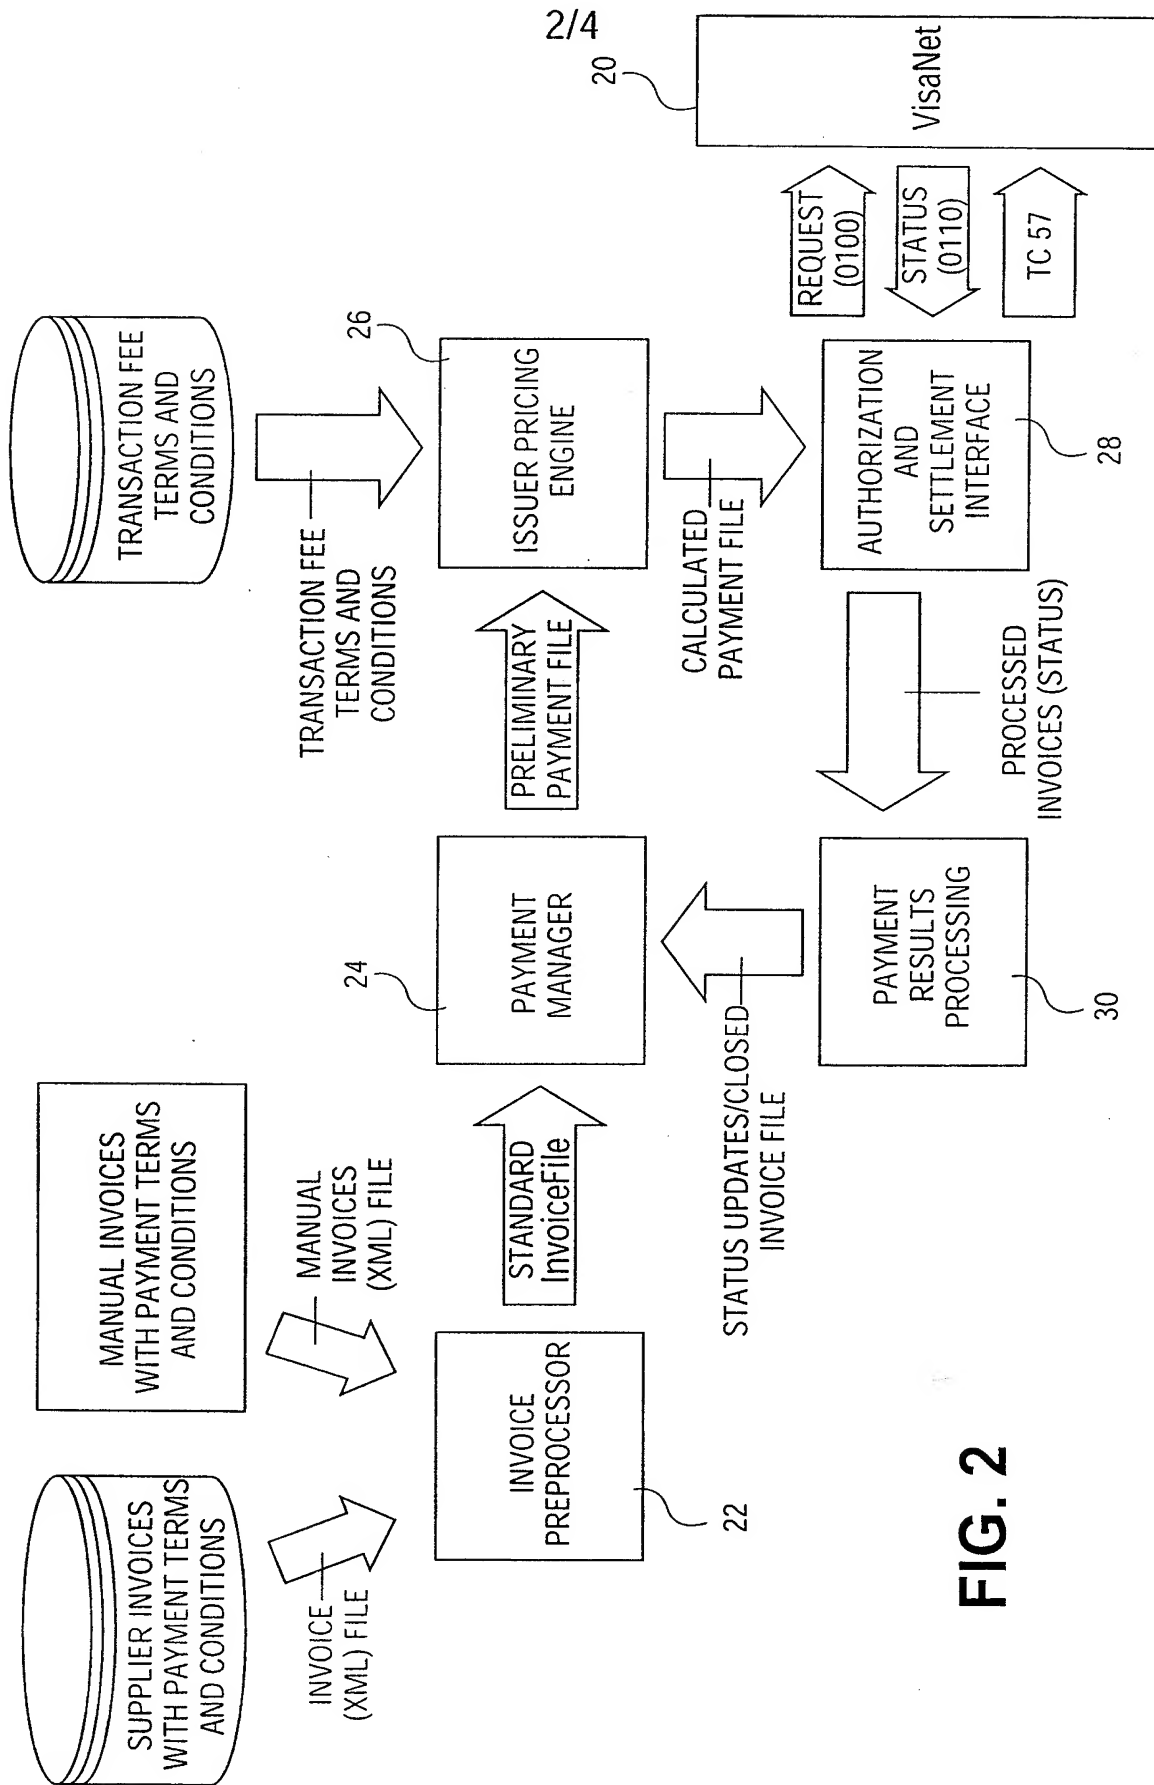 2/4
SUPPLIER INVOICES
WITH PAYMENT TERMS
AND CONDITIONS
MANUAL INVOICES
WITH PAYMENT TERMS
AND CONDITIONS
TRANSACTION FEE
TERMS AND
CONDITIONS
INVOICE
(XML) FILE
MANUAL
INVOICES
(XML) FILE
TRANSACTION FEE
TERMS AND
CONDITIONS
INVOICE
PREPROCESSOR
22
STANDARD
InvoiceFile
PAYMENT
MANAGER
24
PRELIMINARY
PAYMENT FILE
ISSUER PRICING
ENGINE
26
STATUS UPDATES/CLOSED
INVOICE FILE
CALCULATED
PAYMENT FILE
PAYMENT
RESULTS
PROCESSING
30
PROCESSED
INVOICES (STATUS)
AUTHORIZATION
AND
SETTLEMENT
INTERFACE
28
REQUEST
(0100)
STATUS
(0110)
TC 57
VisaNet
20
FIG. 2